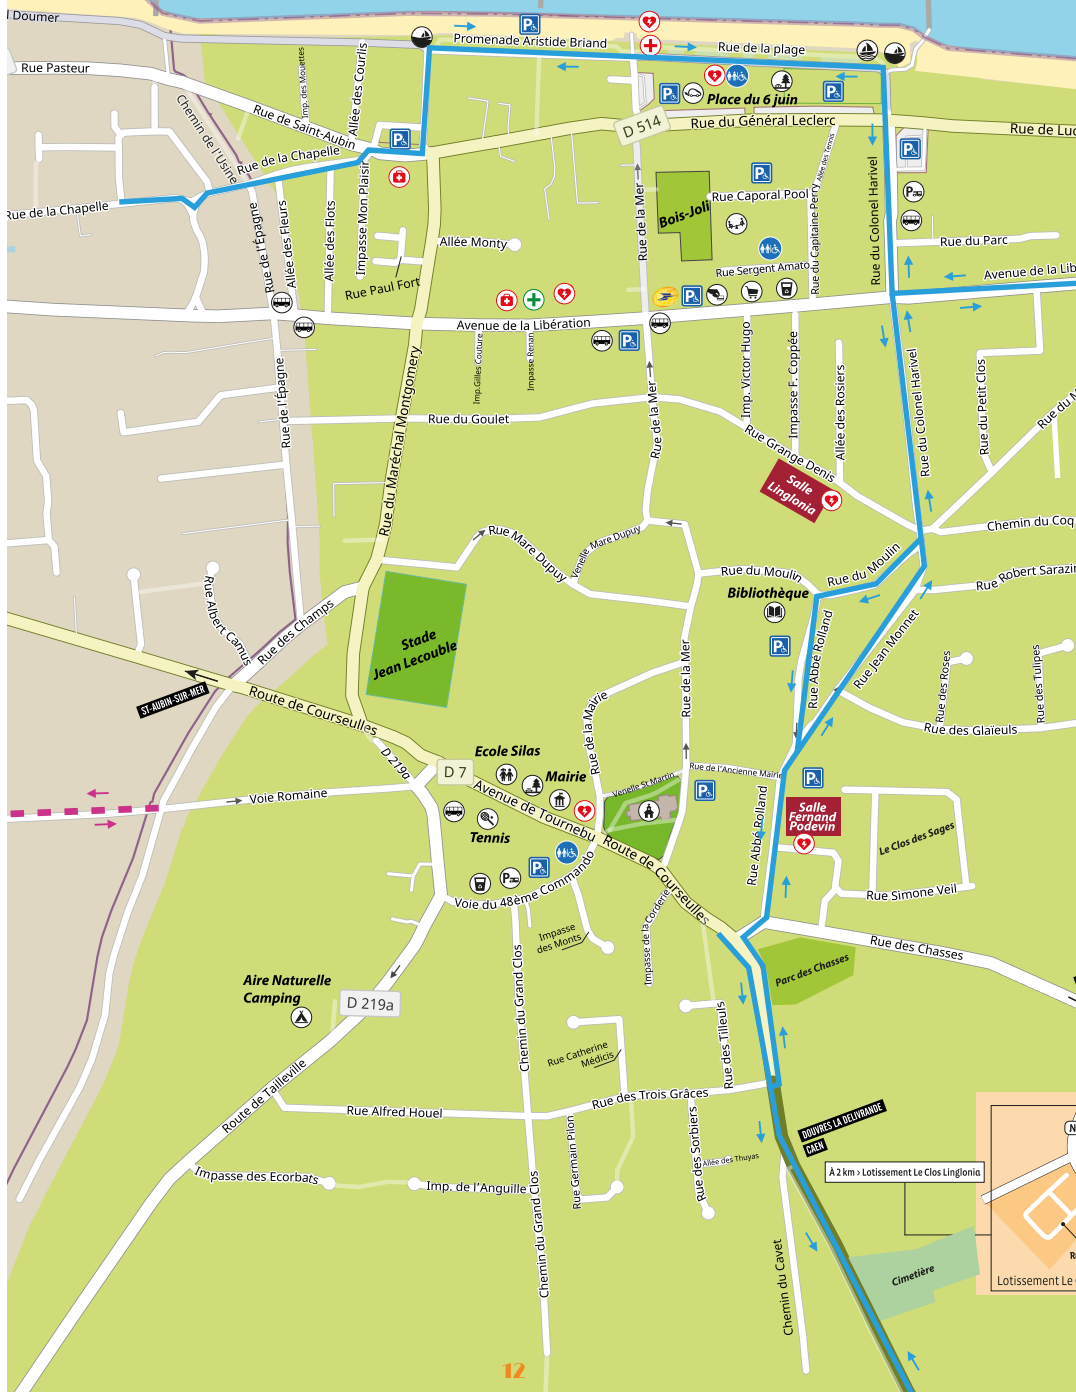 l Doumer
Promenade Aristide Briand
Rue de la plage
Rue Pasteur
Imp. des Mouettes
Allée des Courlis
Place du 6 juin
Chemin de l'Usine
Rue de Saint-Aubin
D 514
Rue du Général Leclerc
Rue de Luc
Rue de la Chapelle
Allée des Tennis
Rue de la Chapelle
Impasse Mon Plaisir
Rue Caporal Pool
Bois-Joli
Rue de l'Épagne
Allée des Fleurs
Allée des Flots
Allée Monty
Rue de la Mer
Rue du Capitaine Perry
Rue du Colonel Harivel
Rue du Parc
Rue Paul Fort
Rue Sergent Amato
Avenue de la Lib
Avenue de la Libération
Imp. Gilles Couture
Impasse Renan
Imp. Victor Hugo
Impasse F. Coppée
Allée des Rosiers
Rue du Colonel Harivel
Rue du Petit Clos
Rue du M
Rue de l'Épagne
Rue du Maréchal Montgomery
Rue du Goulet
Rue de la Mer
Rue Grange Denis
Salle
Linglonia
Chemin du Coq
Rue Mare Dupuy
Venelle Mare Dupuy
Rue du Moulin
Rue du Moulin
Rue Robert Sarazin
Bibliothèque
Rue Albert Camus
Rue des Champs
Stade
Jean Lecouble
Rue Abbé Rolland
Rue Jean Monnet
Rue de la Mer
Rue des Roses
Rue des Tulipes
ST-AUBIN-SUR-MER
Route de Courseulles
Rue de la Mairie
Rue des Glaïeuls
D 219a
Ecole Silas
D 7
Mairie
Venelle St Martin
Rue de l'Ancienne Mairie
Voie Romaine
Avenue de Tournebu
Tennis
Rue Abbé Rolland
Salle
Fernand
Podevin
Le Clos des Sages
Route de Courseulles
Voie du 48ème Commando
Rue Simone Veil
Impasse
des Monts
Impasse de la Corderie
Rue des Chasses
Parc des Chasses
Aire Naturelle
Camping
D 219a
Chemin du Grand Clos
Rue Catherine
Médicis
Rue des Tilleuls
Route de Tailleville
Rue Alfred Houel
Rue des Trois Grâces
Rue Germain Pilon
Rue des Sorbiers
Allée des Thuyas
DOUVRES LA DELIVRANDE
CAEN
N
Impasse des Ecorbats
Imp. de l'Anguille
Chemin du Grand Clos
À 2 km › Lotissement Le Clos Linglonia
Chemin du Cavet
Cimetière
R
Lotissement Le C
12